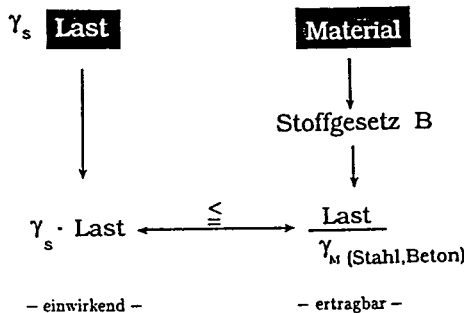 γs Last Material
Stoffgesetz B
γs · Last ≦ Last
γM (Stahl,Beton)
– einwirkend – – ertragbar –